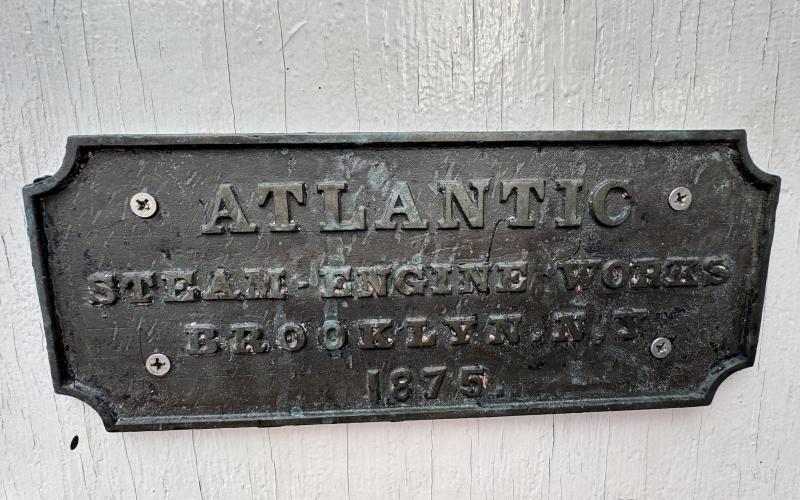 ATLANTIC
STEAM-ENGINE WORKS
BROOKLYN.N.Y.
1875.